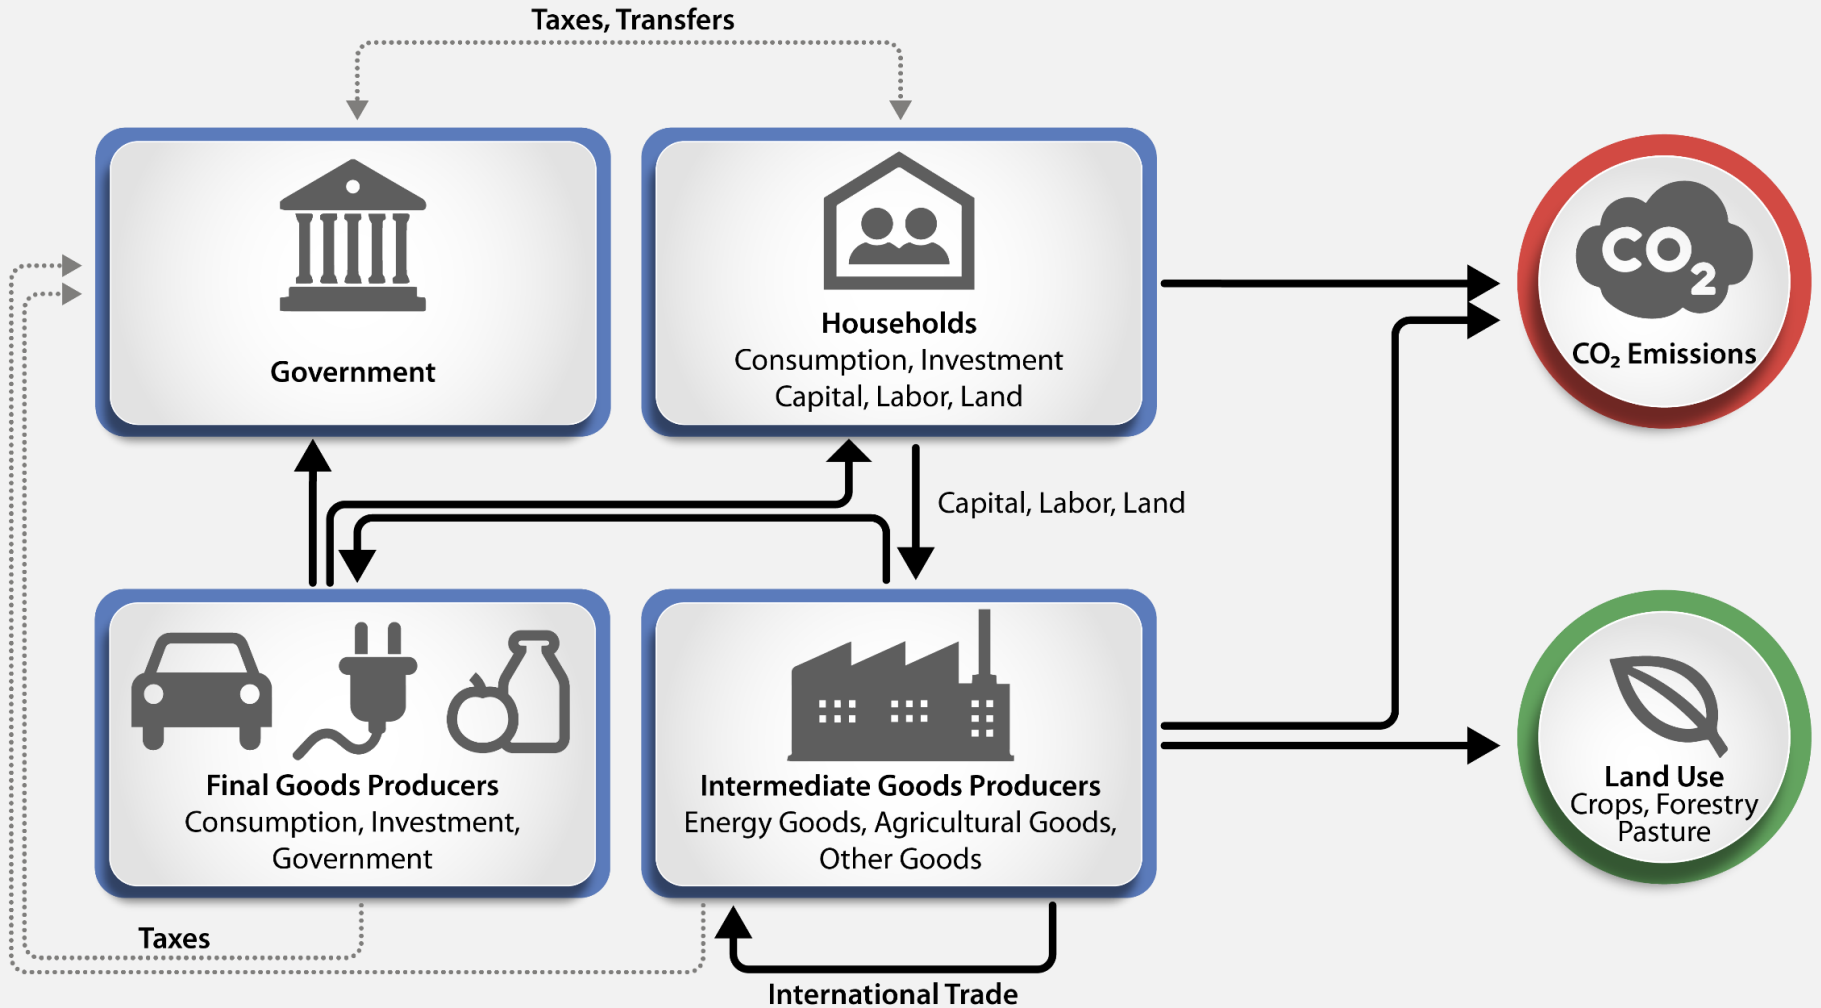 Taxes, Transfers
Government
Households
Consumption, Investment
Capital, Labor, Land
CO₂
CO₂ Emissions
Capital, Labor, Land
Final Goods Producers
Consumption, Investment,
Government
Intermediate Goods Producers
Energy Goods, Agricultural Goods,
Other Goods
Land Use
Crops, Forestry
Pasture
Taxes
International Trade